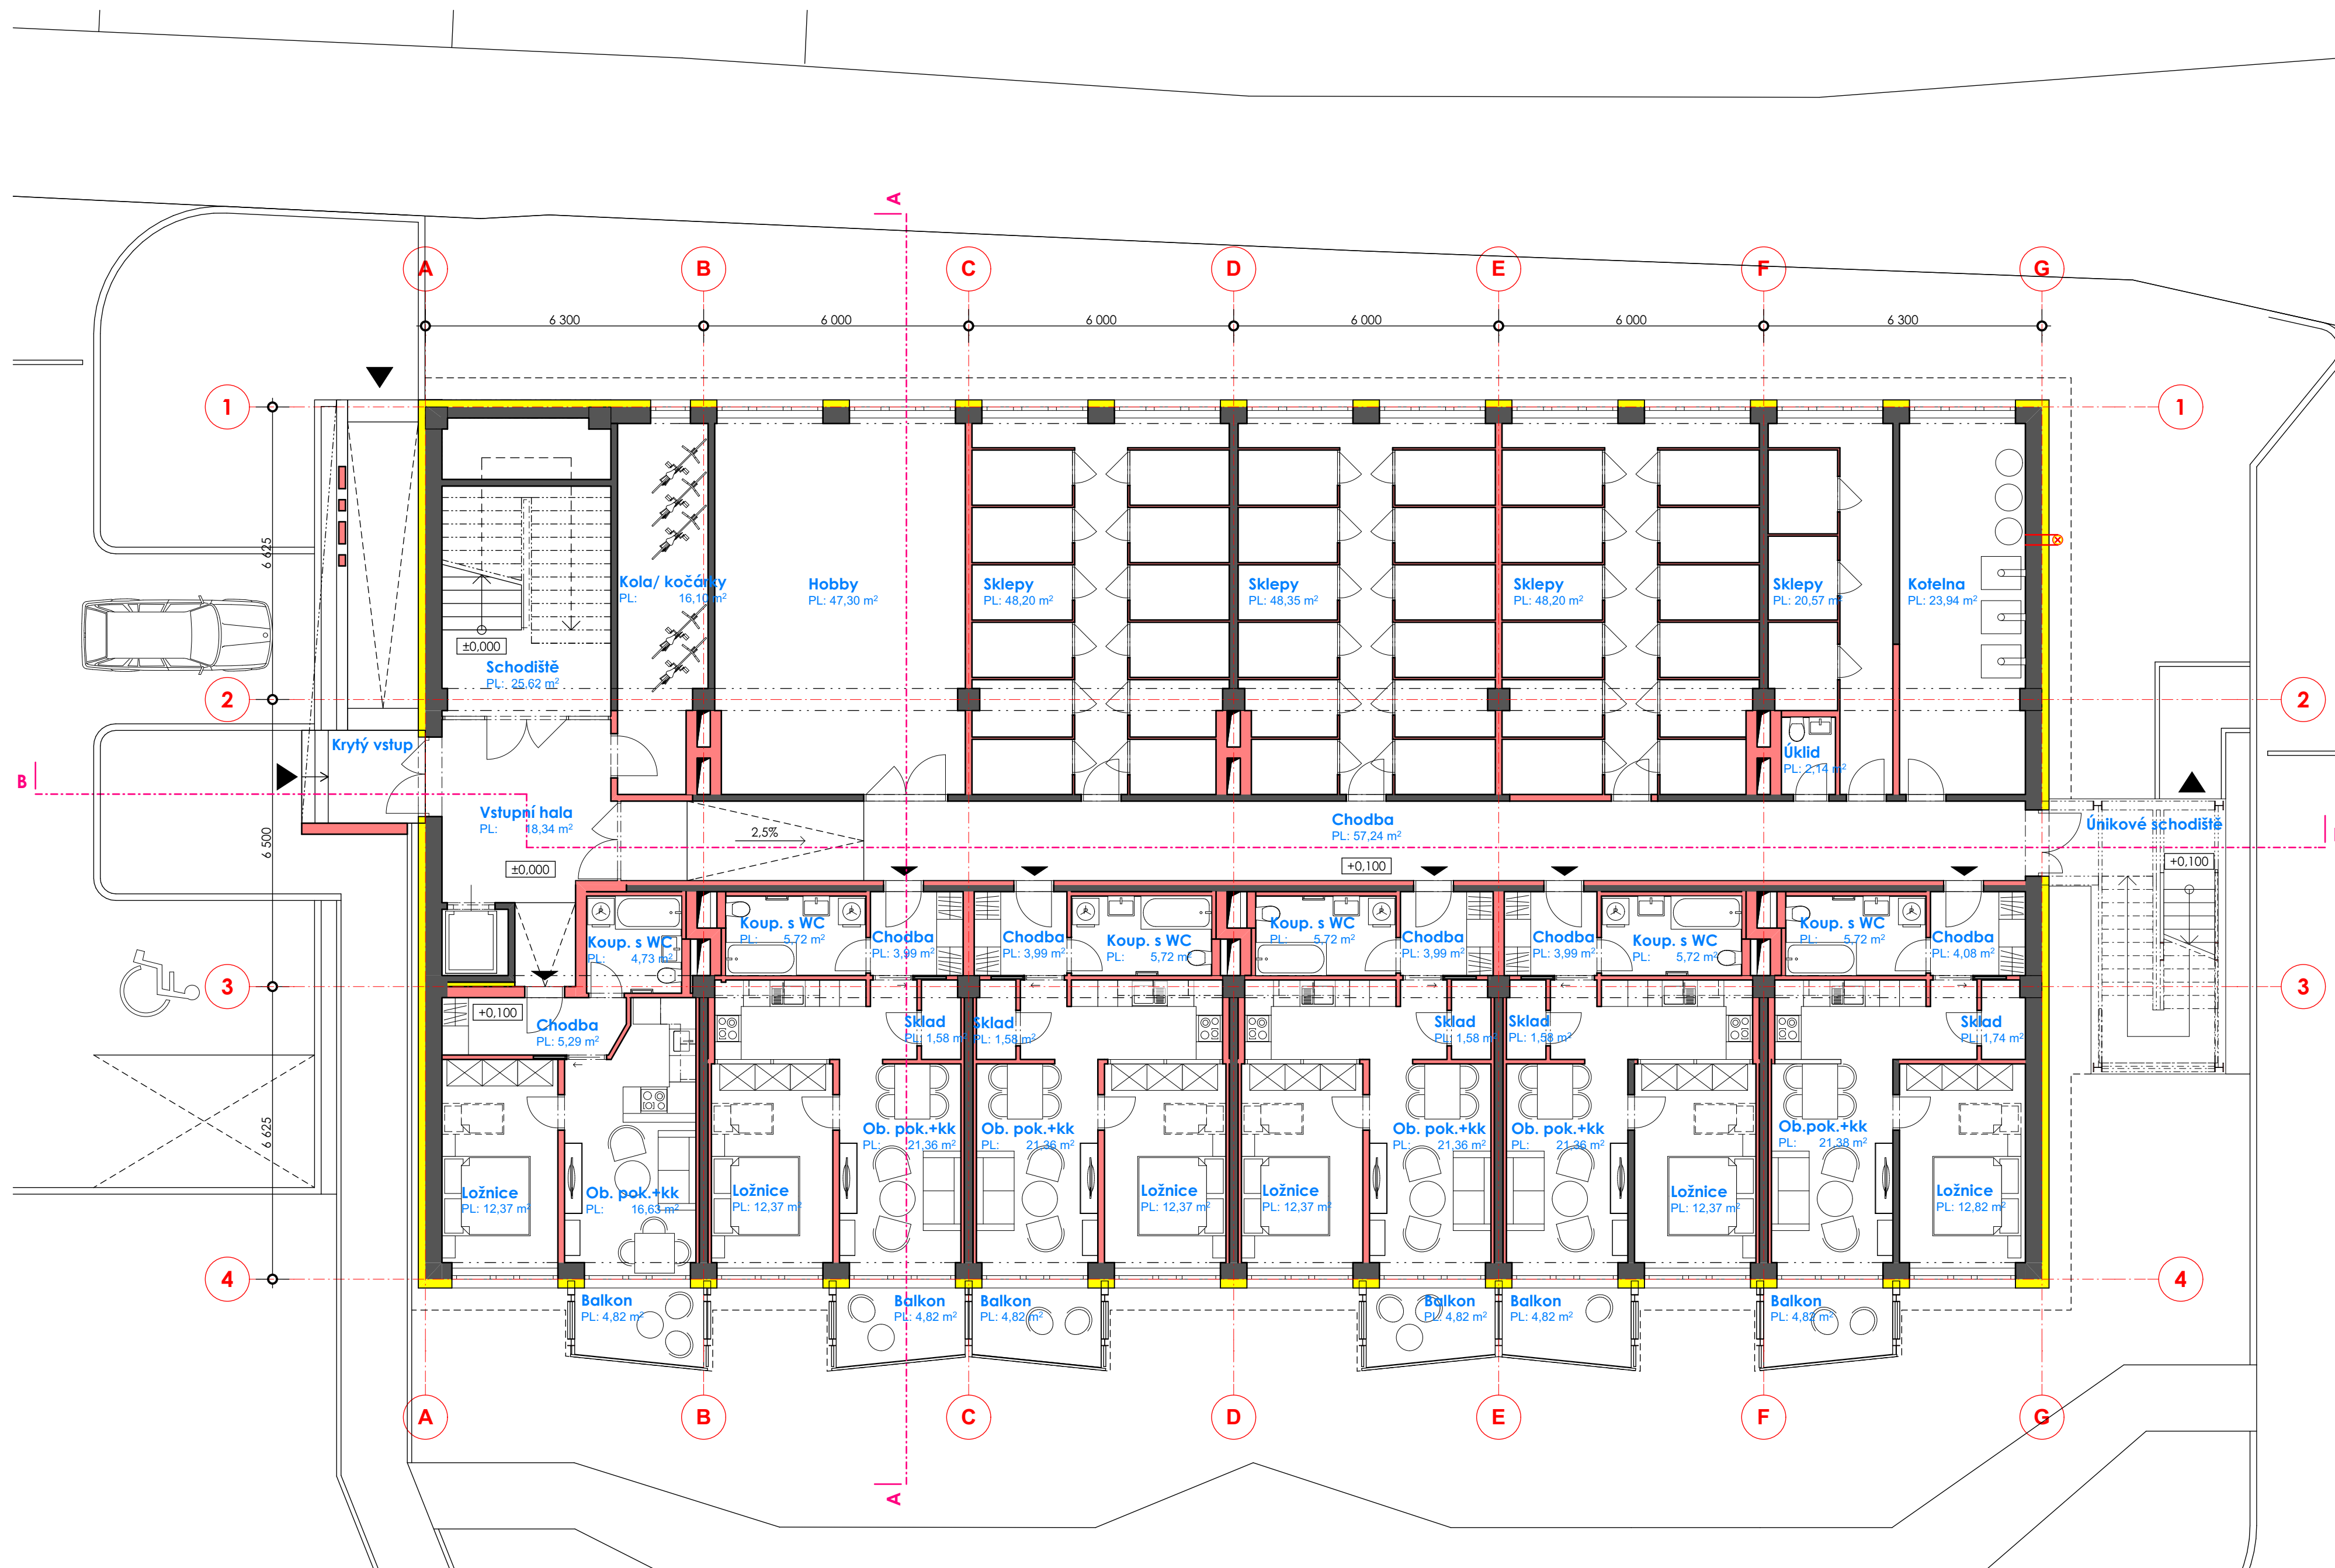 A
A B C D E F G
6 300 6 000 6 000 6 000 6 000 6 300
1 1
6 625
Kola/ kočárky
PL: 16,10 m²
Hobby
PL: 47,30 m²
Sklepy
PL: 48,20 m²
Sklepy
PL: 48,35 m²
Sklepy
PL: 48,20 m²
Sklepy
PL: 20,57 m²
Kotelna
PL: 23,94 m²
±0,000
Schodiště
PL: 25,62 m²
2 2
Krytý vstup
Úklid
PL: 2,14 m²
B
Vstupní hala
PL: 18,34 m²
2,5%
Chodba
PL: 57,24 m²
Únikové schodiště
6 500
±0,000
+0,100
+0,100
Koup. s WC
PL: 4,73 m²
Koup. s WC
PL: 5,72 m²
Chodba
PL: 3,99 m²
Chodba
PL: 3,99 m²
Koup. s WC
PL: 5,72 m²
Koup. s WC
PL: 5,72 m²
Chodba
PL: 3,99 m²
Chodba
PL: 3,99 m²
Koup. s WC
PL: 5,72 m²
Koup. s WC
PL: 5,72 m²
Chodba
PL: 4,08 m²
3 3
+0,100
Chodba
PL: 5,29 m²
Sklad
PL: 1,58 m²
Sklad
PL: 1,58 m²
Sklad
PL: 1,58 m²
Sklad
PL: 1,58 m²
Sklad
PL: 1,74 m²
6 625
Ob. pok.+kk
PL: 21,36 m²
Ob. pok.+kk
PL: 21,36 m²
Ob. pok.+kk
PL: 21,36 m²
Ob. pok.+kk
PL: 21,36 m²
Ob.pok.+kk
PL: 21,38 m²
Ložnice
PL: 12,37 m²
Ob. pok.+kk
PL: 16,63 m²
Ložnice
PL: 12,37 m²
Ložnice
PL: 12,37 m²
Ložnice
PL: 12,37 m²
Ložnice
PL: 12,37 m²
Ložnice
PL: 12,82 m²
4 4
Balkon
PL: 4,82 m²
Balkon
PL: 4,82 m²
Balkon
PL: 4,82 m²
Balkon
PL: 4,82 m²
Balkon
PL: 4,82 m²
Balkon
PL: 4,82 m²
A B C D E F G
A